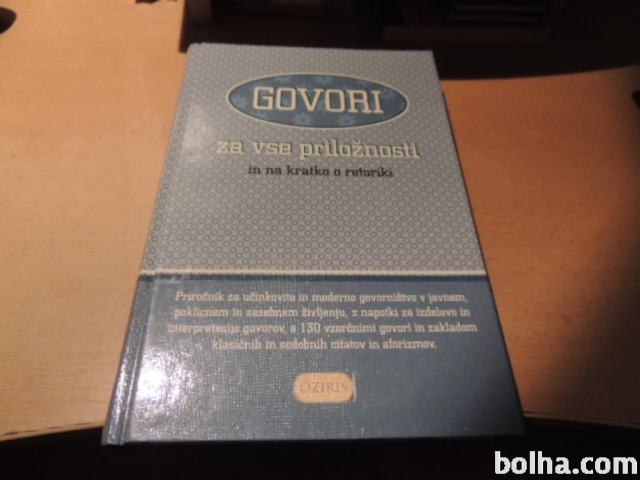 GOVORI
za vse priložnosti
in na kratko o retoriki
Priročnik za učinkovito in moderno govorništvo v javnem,
poklicnem in zasebnem življenju, z napotki za izdelavo in
interpretacijo govorov, s 130 vzorčnimi govori in zakladom
klasičnih in sodobnih citatov in aforizmov.
OZIRIS
bolha.com